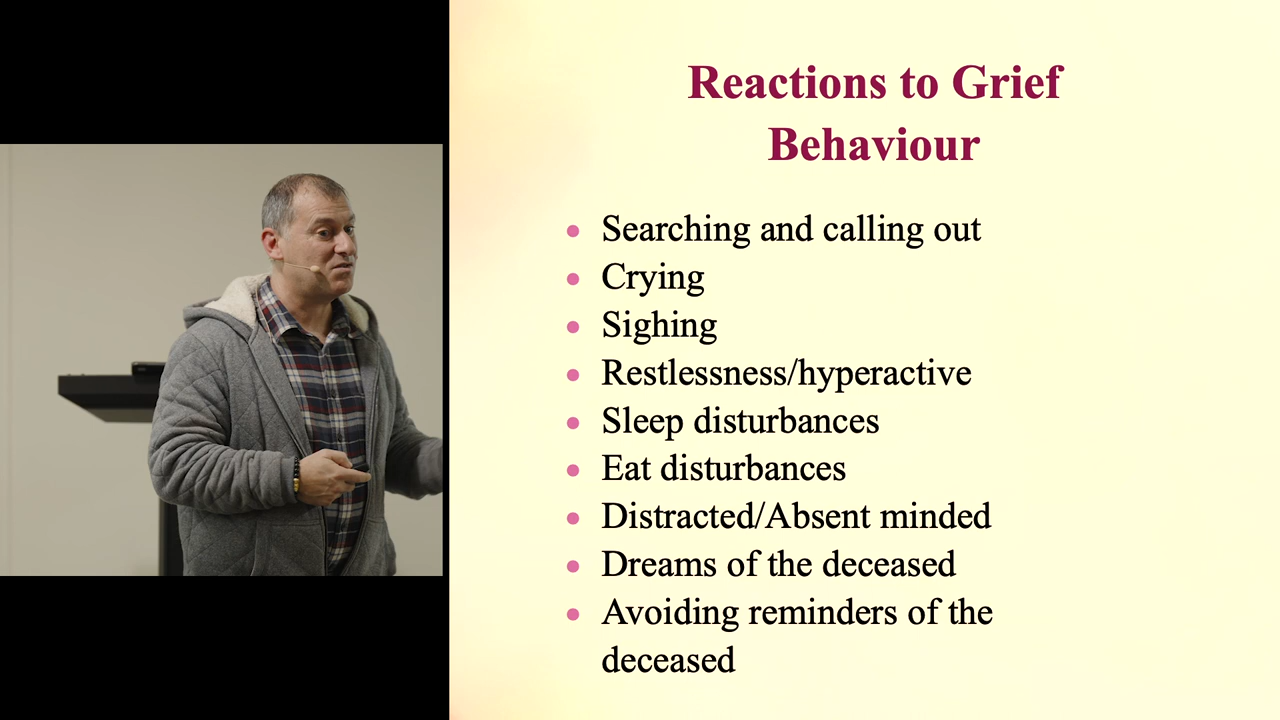 Reactions to Grief
Behaviour
• Searching and calling out
• Crying
• Sighing
• Restlessness/hyperactive
• Sleep disturbances
• Eat disturbances
• Distracted/Absent minded
• Dreams of the deceased
• Avoiding reminders of the
deceased